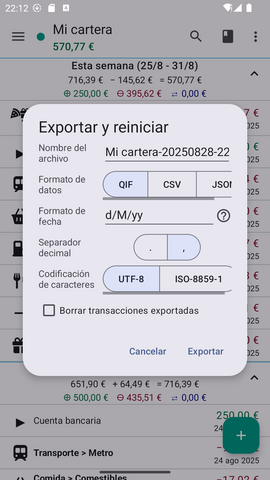 22:12
Mi cartera
570,77 €
Esta semana (25/8 - 31/8)
716,39 € − 145,62 € = 570,77 €
250,00 € 395,62 € 0,00 €
Exportar y reiniciar
Nombre del archivo
Mi cartera-20250828-22
Formato de datos
QIF CSV
Formato de fecha
d/M/yy
Separador decimal
. ,
Codificación de caracteres
UTF-8 ISO-8859-1
Borrar transacciones exportadas
Cancelar Exportar
651,90 € + 64,49 € = 716,39 €
500,00 € 435,51 € 0,00 €
Cuenta bancaria 250,00 €
Transporte > Metro
24 ago 2025
Comida > Comestibles −17,02 €